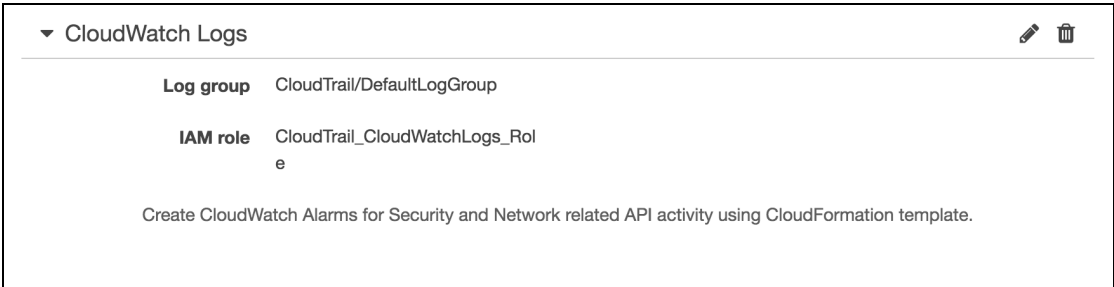 CloudWatch Logs
Log group CloudTrail/DefaultLogGroup
IAM role CloudTrail_CloudWatchLogs_Rol
e
Create CloudWatch Alarms for Security and Network related API activity using CloudFormation template.